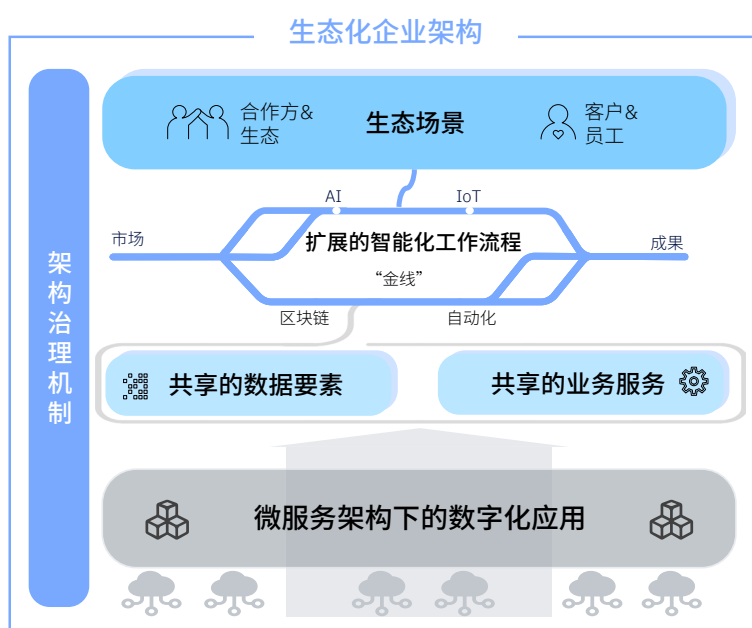 生态化企业架构
架构治理机制
合作方&
生态
生态场景
客户&
员工
AI
IoT
市场
扩展的智能化工作流程
成果
“金线”
区块链
自动化
共享的数据要素
共享的业务服务
微服务架构下的数字化应用